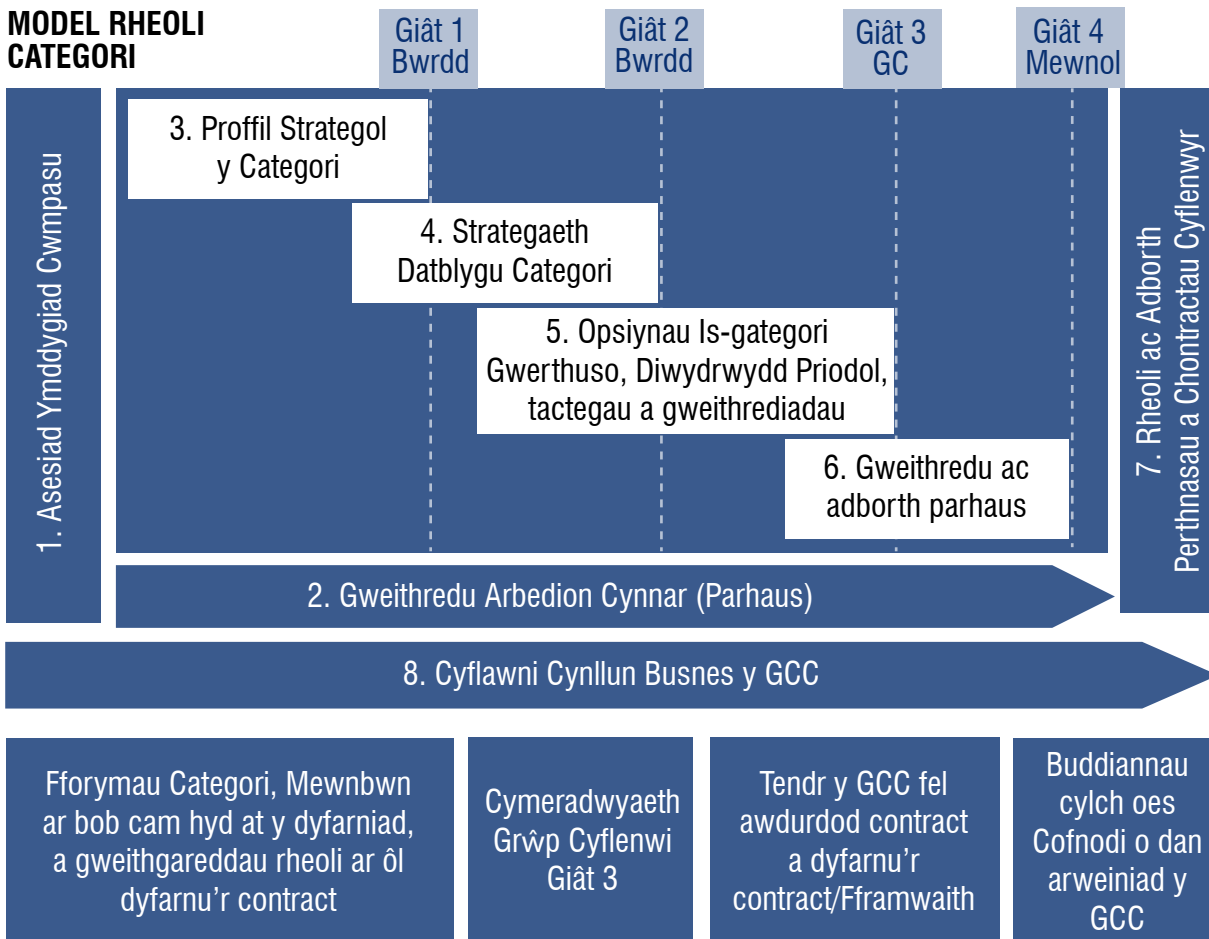 MODEL RHEOLI
CATEGORI
Giât 1
Bwrdd
Giât 2
Bwrdd
Giât 3
GC
Giât 4
Mewnol
1. Asesiad Ymddygiad Cwmpasu
3. Proffil Strategol
y Categori
4. Strategaeth
Datblygu Categori
5. Opsiynau Is-gategori
Gwerthuso, Diwydrwydd Priodol,
tactegau a gweithrediadau
6. Gweithredu ac
adborth parhaus
7. Rheoli ac Adborth
Perthnasau a Chontractau Cyflenwyr
2. Gweithredu Arbedion Cynnar (Parhaus)
8. Cyflawni Cynllun Busnes y GCC
Fforymau Categori, Mewnbwn
ar bob cam hyd at y dyfarniad,
a gweithgareddau rheoli ar ôl
dyfarnu’r contract
Cymeradwyaeth
Grŵp Cyflenwi
Giât 3
Tendr y GCC fel
awdurdod contract
a dyfarnu’r
contract/Fframwaith
Buddiannau
cylch oes
Cofnodi o dan
arweiniad y
GCC